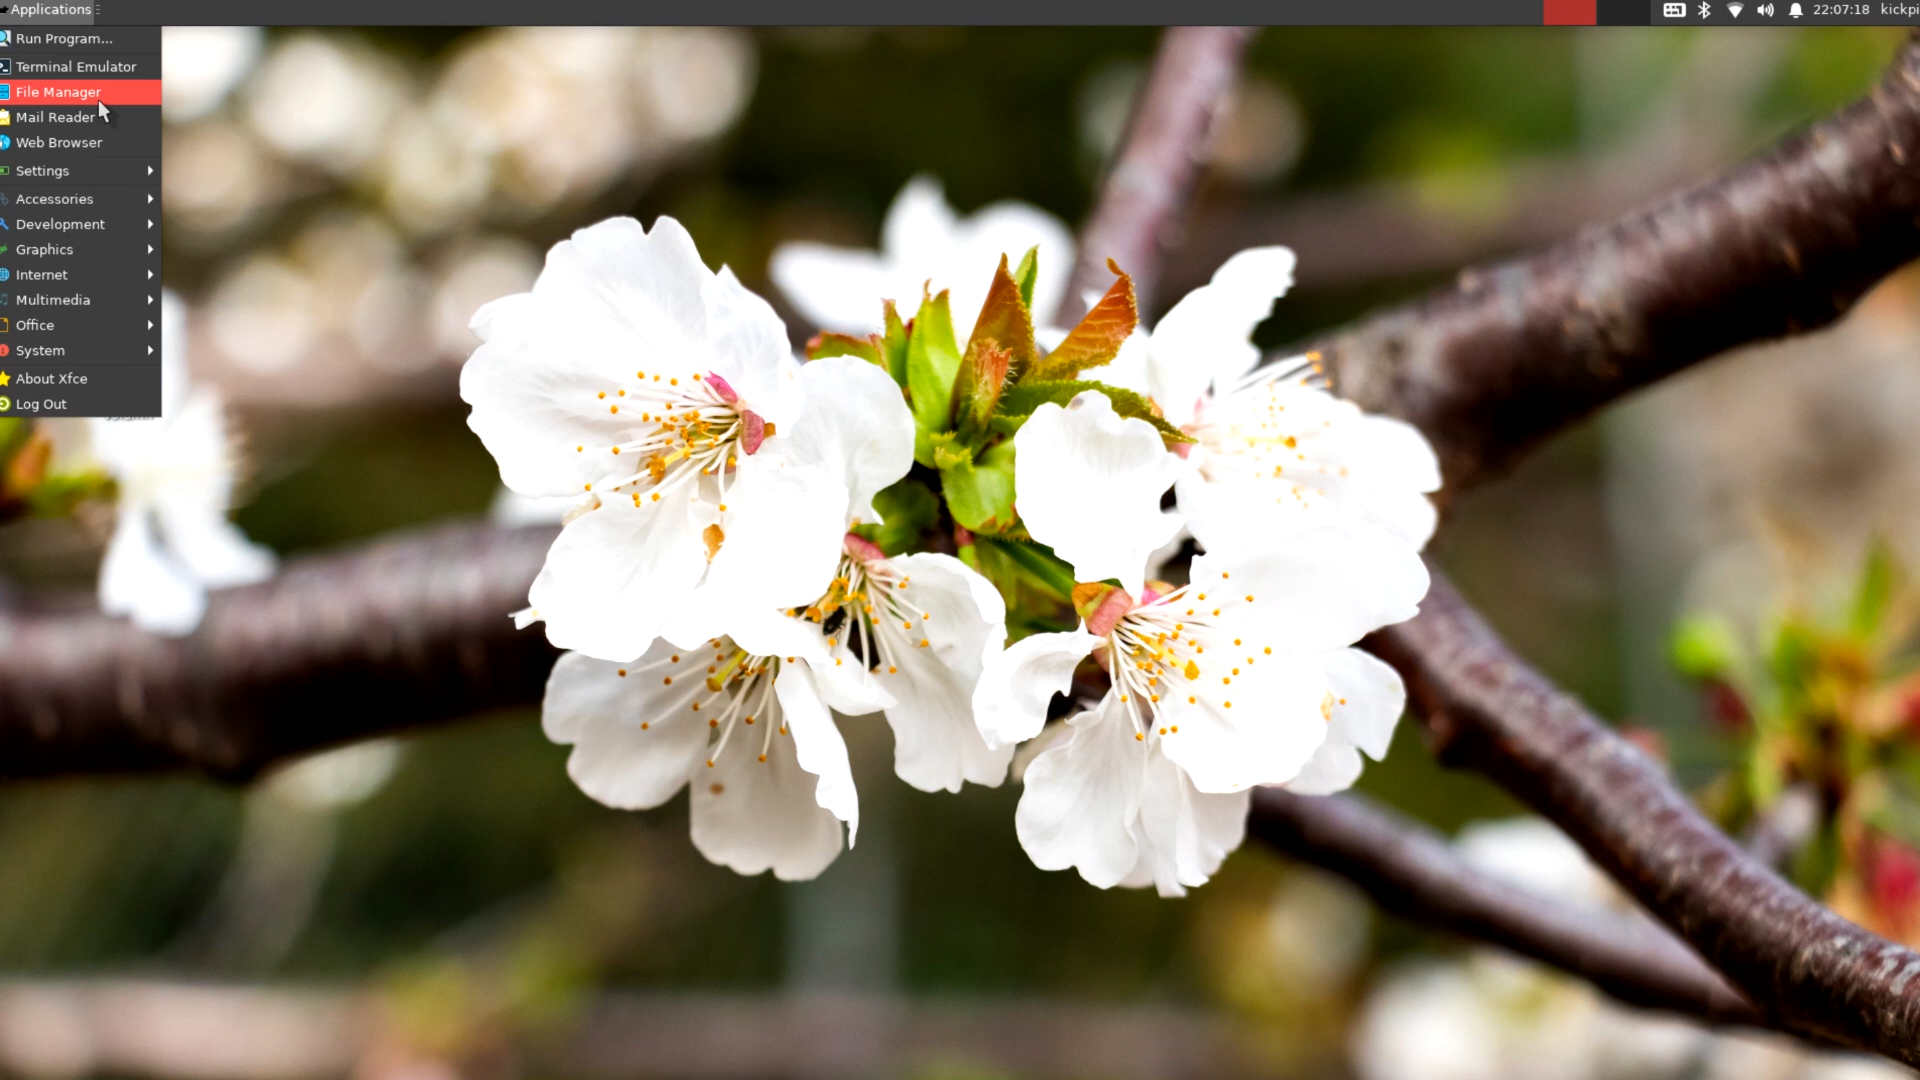 Applications
22:07:18 kickpi
Run Program...
Terminal Emulator
File Manager
Mail Reader
Web Browser
Settings
Accessories
Development
Graphics
Internet
Multimedia
Office
System
About Xfce
Log Out